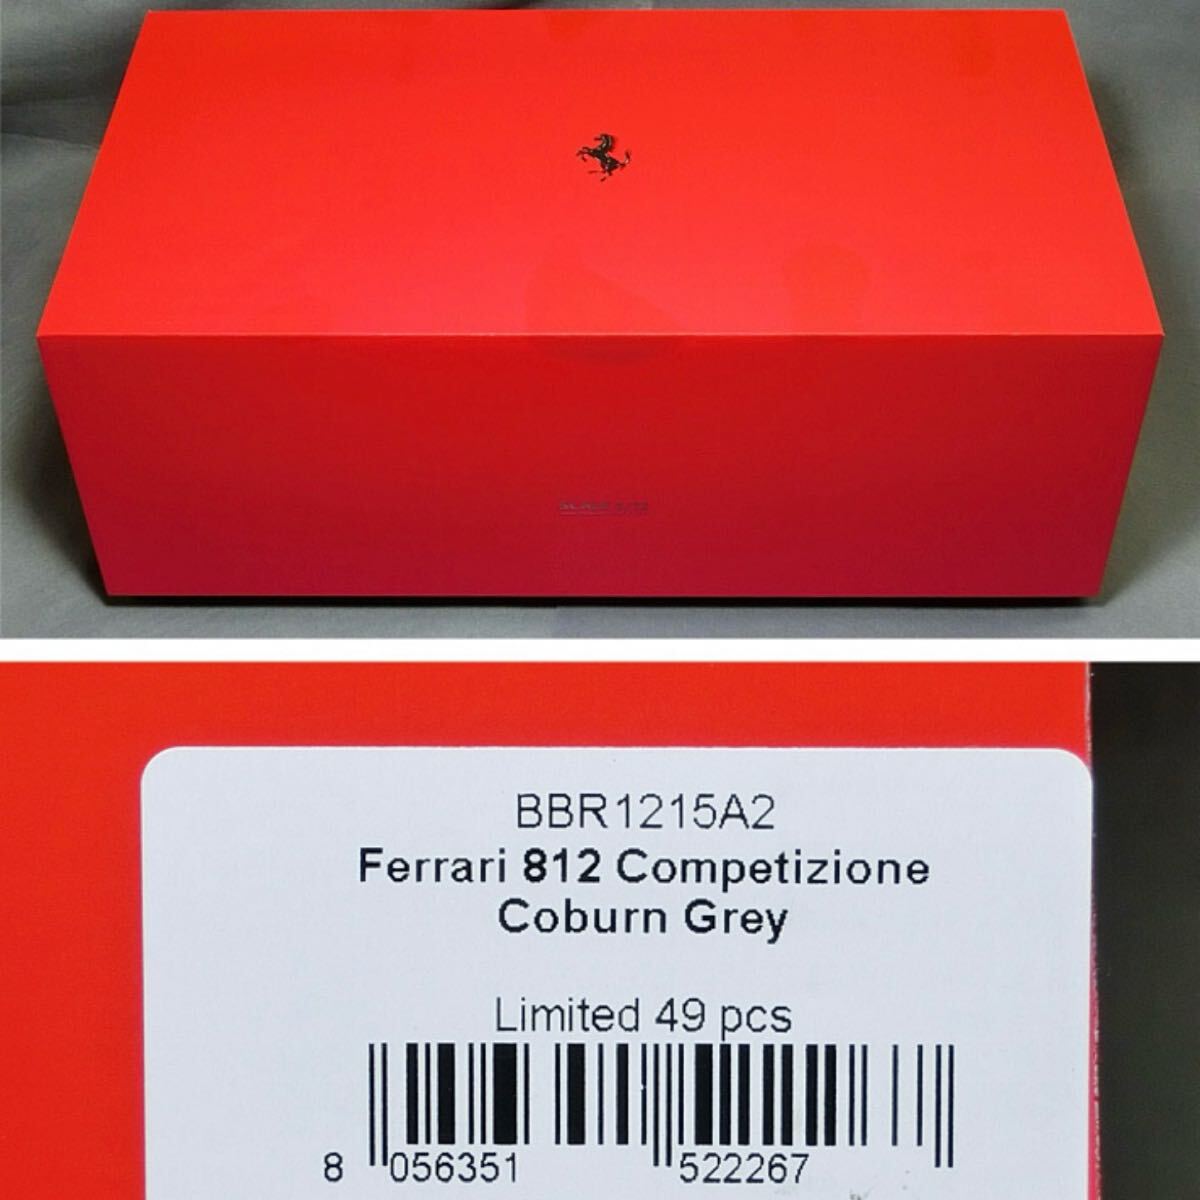 BBR1215A2
Ferrari 812 Competizione
Coburn Grey
Limited 49 pcs
8 056351 522267